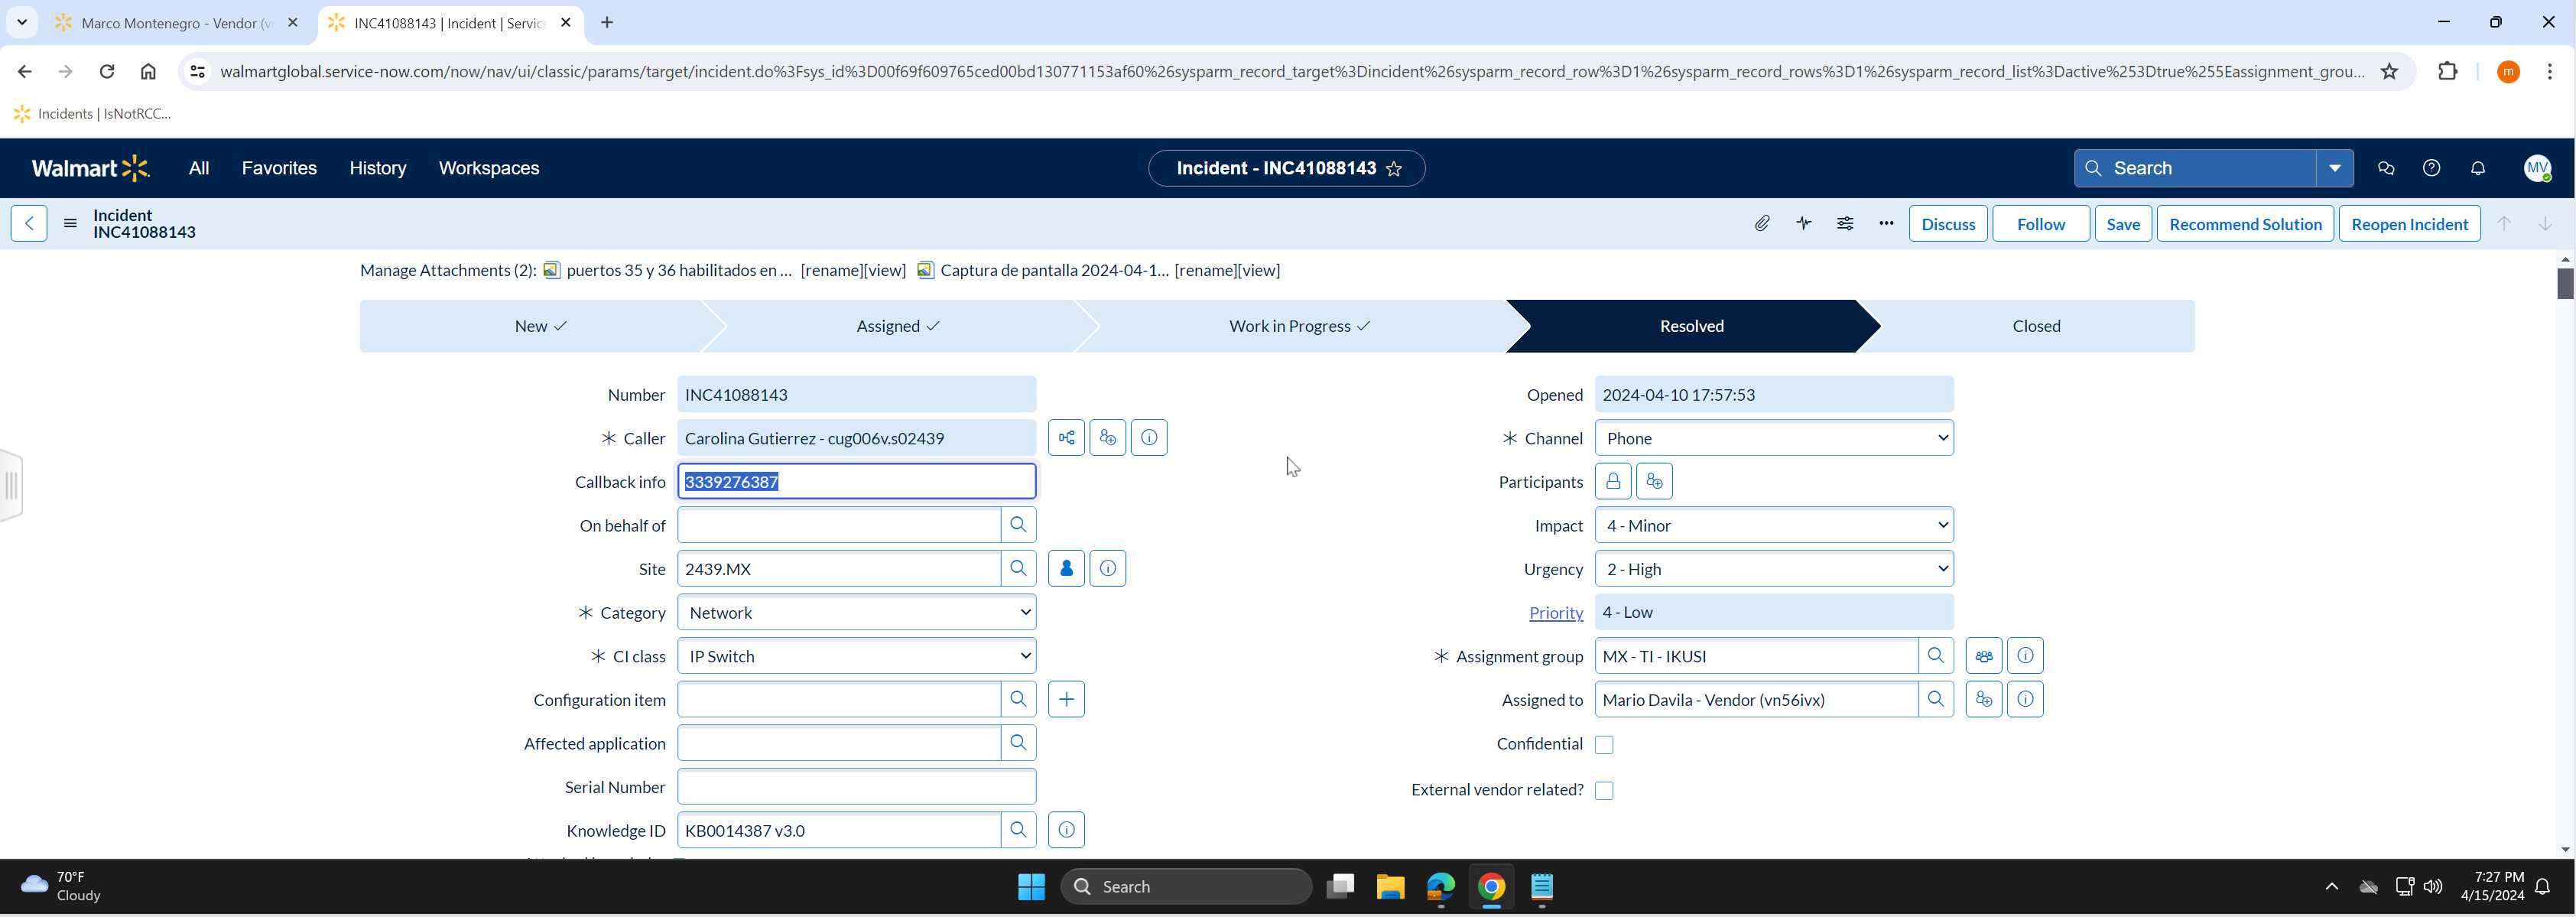 Marco Montenegro - Vendor (v
INC41088143 | Incident | Servic
walmartglobal.service-now.com/now/nav/ui/classic/params/target/incident.do%3Fsys_id%3D00f69f609765ced00bd130771153af60%26sysparm_record_target%3Dincident%26sysparm_record_row%3D1%26sysparm_record_rows%3D1%26sysparm_record_list%3Dactive%253Dtrue%255Eassignment_grou...
m
Incidents | IsNotRCC...
Walmart All Favorites History Workspaces
Incident - INC41088143
Search
MV
Incident
INC41088143
Discuss Follow Save Recommend Solution Reopen Incident
Manage Attachments (2): puertos 35 y 36 habilitados en ... [rename][view] Captura de pantalla 2024-04-1... [rename][view]
New Assigned Work in Progress Resolved Closed
Number INC41088143
Caller Carolina Gutierrez - cug006v.s02439
Callback info 3339276387
On behalf of
Site 2439.MX
Category Network
CI class IP Switch
Configuration item
Affected application
Serial Number
Knowledge ID KB0014387 v3.0
Opened 2024-04-10 17:57:53
Channel Phone
Participants
Impact 4 - Minor
Urgency 2 - High
Priority 4 - Low
Assignment group MX - TI - IKUSI
Assigned to Mario Davila - Vendor (vn56ivx)
Confidential
External vendor related?
70°F
Cloudy
Search
7:27 PM
4/15/2024